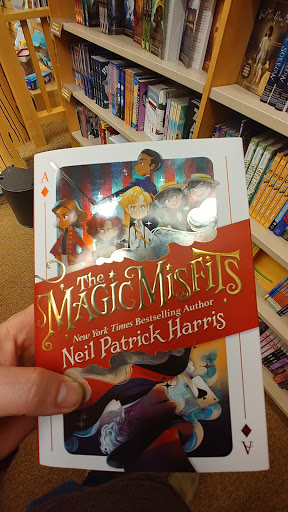 A
The
MAGIC MISFITS
New York Times Bestselling Author
Neil Patrick Harris
A